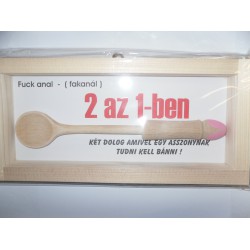 Fuck anal - ( fakanál )
2 az 1-ben
KÉT DOLOG AMIVEL EGY ASSZONYNAK
TUDNI KELL BÁNNI !